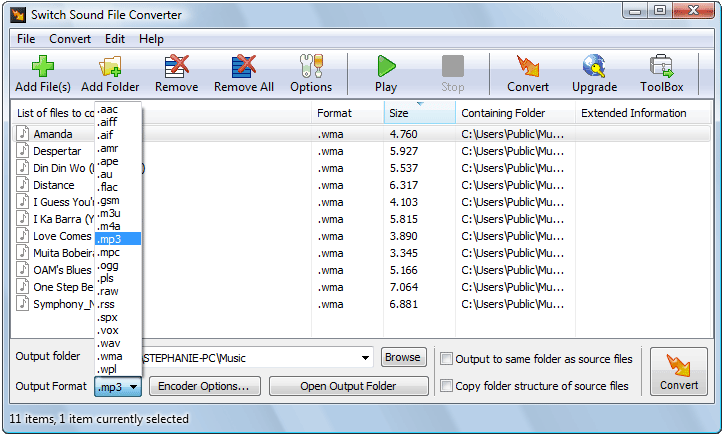 Switch Sound File Converter
File Convert Edit Help
Add File(s) Add Folder Remove Remove All Options Play Stop Convert Upgrade ToolBox
List of files to co Format Size Containing Folder Extended Information
Amanda .wma 4.760 C:\Users\Public\Mu...
Despertar .wma 5.927 C:\Users\Public\Mu...
Din Din Wo ( ) .wma 5.537 C:\Users\Public\Mu...
Distance .wma 6.317 C:\Users\Public\Mu...
I Guess You'r .wma 4.103 C:\Users\Public\Mu...
I Ka Barra (Y .wma 5.815 C:\Users\Public\Mu...
Love Comes .wma 3.890 C:\Users\Public\Mu...
Muita Bobeira .wma 3.345 C:\Users\Public\Mu...
OAM's Blues .wma 5.166 C:\Users\Public\Mu...
One Step Be .wma 7.064 C:\Users\Public\Mu...
Symphony_N .wma 6.881 C:\Users\Public\Mu...
.aac
.aiff
.aif
.amr
.ape
.au
.flac
.gsm
.m3u
.m4a
.mp3
.mpc
.ogg
.pls
.raw
.rss
.spx
.vox
.wav
.wma
.wpl
Output folder \STEPHANIE-PC\Music Browse Output to same folder as source files
Output Format .mp3 Encoder Options... Open Output Folder Copy folder structure of source files Convert
11 items, 1 item currently selected